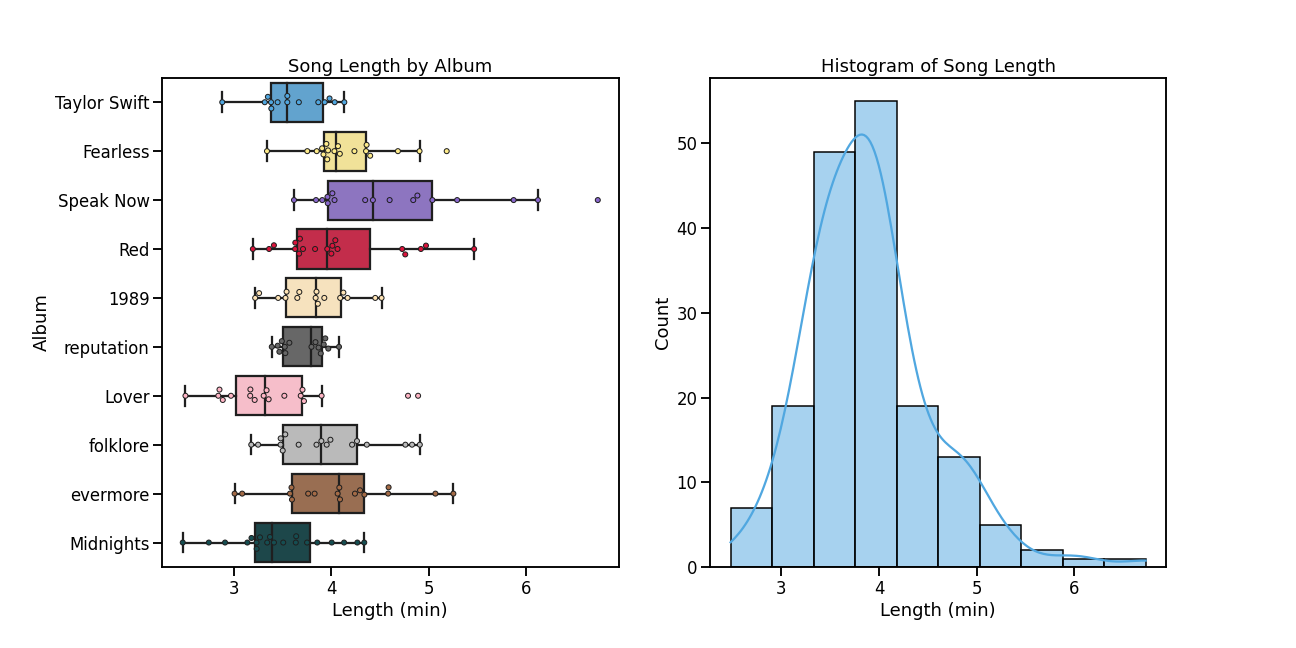 Song Length by Album
Album
Taylor Swift
Fearless
Speak Now
Red
1989
reputation
Lover
folklore
evermore
Midnights
3 4 5 6
Length (min)
Histogram of Song Length
Count
50
40
30
20
10
0
3 4 5 6
Length (min)